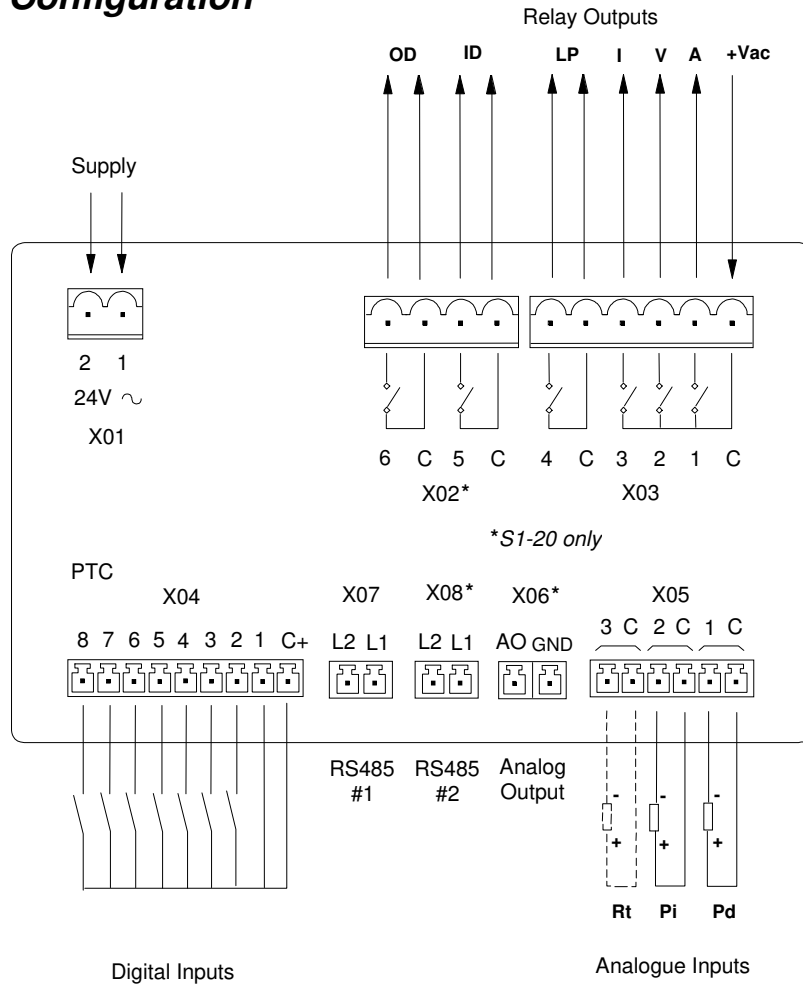 Configuration
Relay Outputs
OD ID LP I V A +Vac
Supply
2 1
24V
X01
6 C 5 C 4 C 3 2 1 C
X02* X03
*S1-20 only
PTC
X04 X07 X08* X06* X05
8 7 6 5 4 3 2 1 C+ L2 L1 L2 L1 AO GND 3 C 2 C 1 C
RS485 RS485 Analog
#1 #2 Output
- - -
+ + +
Rt Pi Pd
Digital Inputs Analogue Inputs